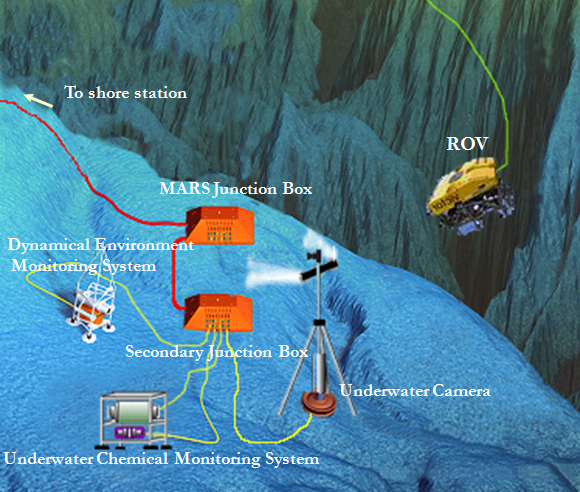 To shore station
ROV
MARS Junction Box
Dynamical Environment
Monitoring System
Secondary Junction Box
Underwater Camera
Underwater Chemical Monitoring System
Victor